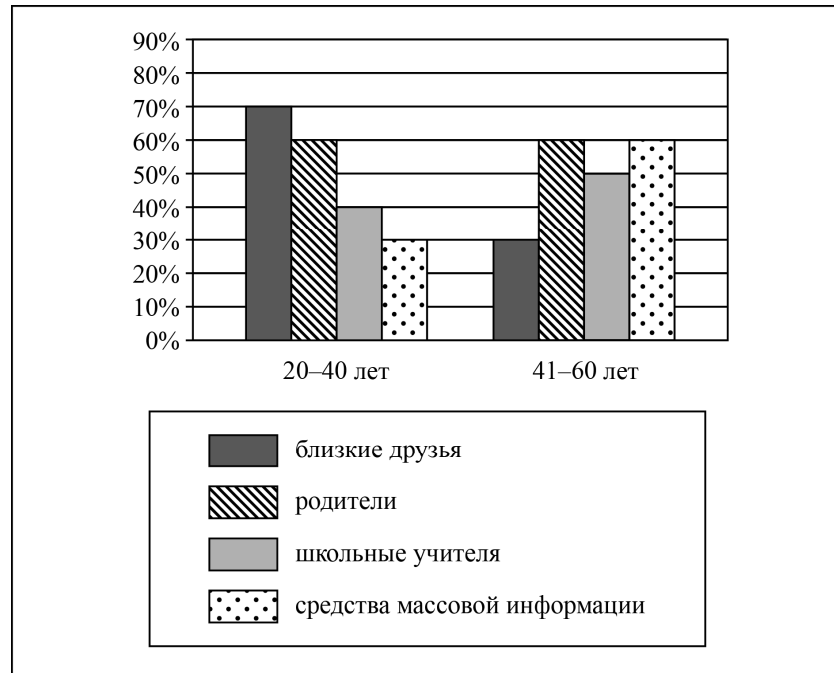 90%
80%
70%
60%
50%
40%
30%
20%
10%
0%
20–40 лет
41–60 лет
близкие друзья
родители
школьные учителя
средства массовой информации